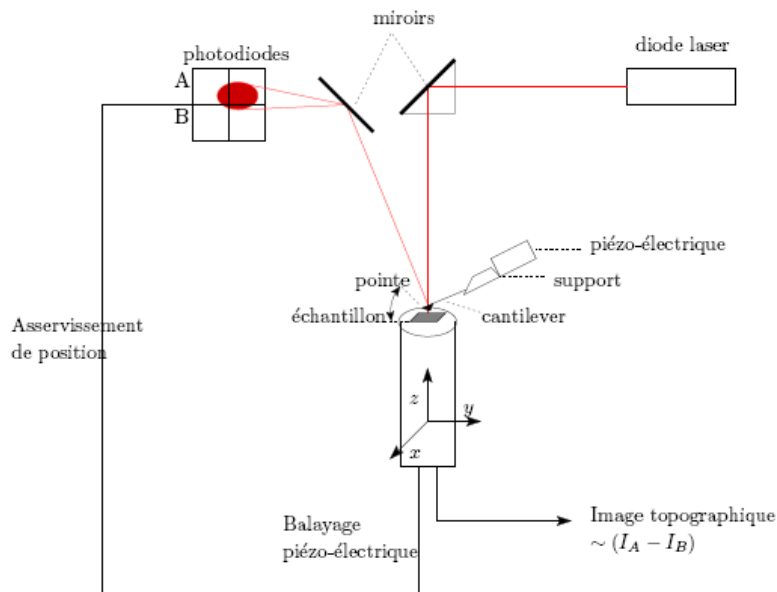 miroirs
photodiodes
diode laser
A
B
piézo-électrique
pointe
support
échantillon
cantilever
Asservissement
de position
z
y
x
Balayage
piézo-électrique
Image topographique
∼ (I_A − I_B)